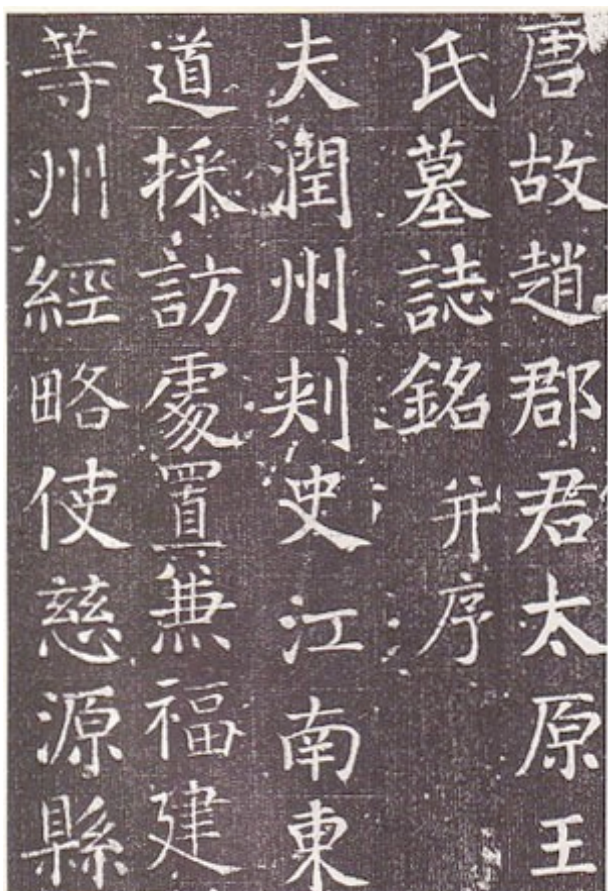 唐故趙郡君太原王
氏墓誌銘并序
夫潤州刾史江南東
道採訪處置兼福建
等州經略使慈源縣